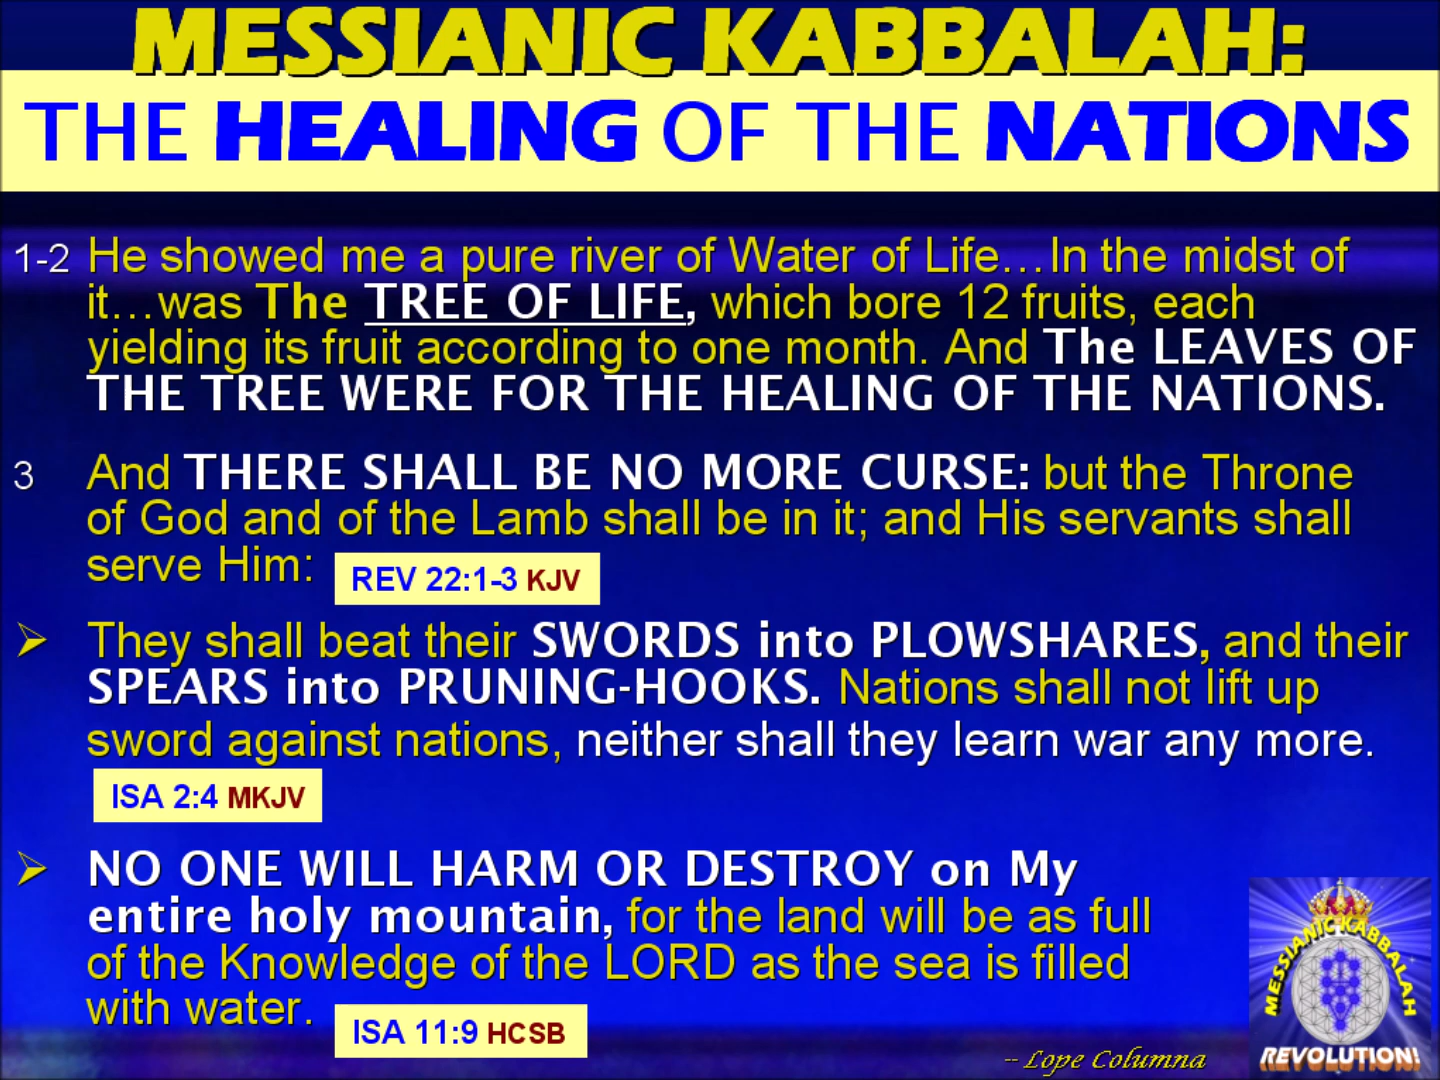 MESSIANIC KABBALAH:
THE HEALING OF THE NATIONS
1-2 He showed me a pure river of Water of Life…In the midst of
it…was The TREE OF LIFE, which bore 12 fruits, each
yielding its fruit according to one month. And The LEAVES OF
THE TREE WERE FOR THE HEALING OF THE NATIONS.
3 And THERE SHALL BE NO MORE CURSE: but the Throne
of God and of the Lamb shall be in it; and His servants shall
serve Him: REV 22:1-3 KJV
➢ They shall beat their SWORDS into PLOWSHARES, and their
SPEARS into PRUNING-HOOKS. Nations shall not lift up
sword against nations, neither shall they learn war any more.
ISA 2:4 MKJV
➢ NO ONE WILL HARM OR DESTROY on My
entire holy mountain, for the land will be as full
of the Knowledge of the LORD as the sea is filled
with water. ISA 11:9 HCSB
-- Lope Columna
MESSIANIC KABBALAH
REVOLUTION!